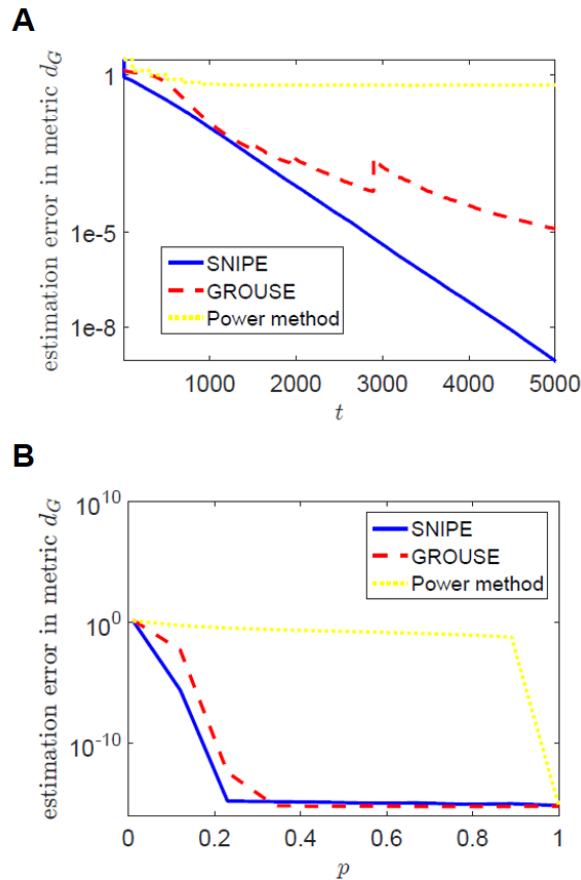 A
estimation error in metric d_G
1
1e-5
1e-8
SNIPE
GROUSE
Power method
1000 2000 3000 4000 5000
t
B
estimation error in metric d_G
10^10
10^0
10^-10
SNIPE
GROUSE
Power method
0 0.2 0.4 0.6 0.8 1
p